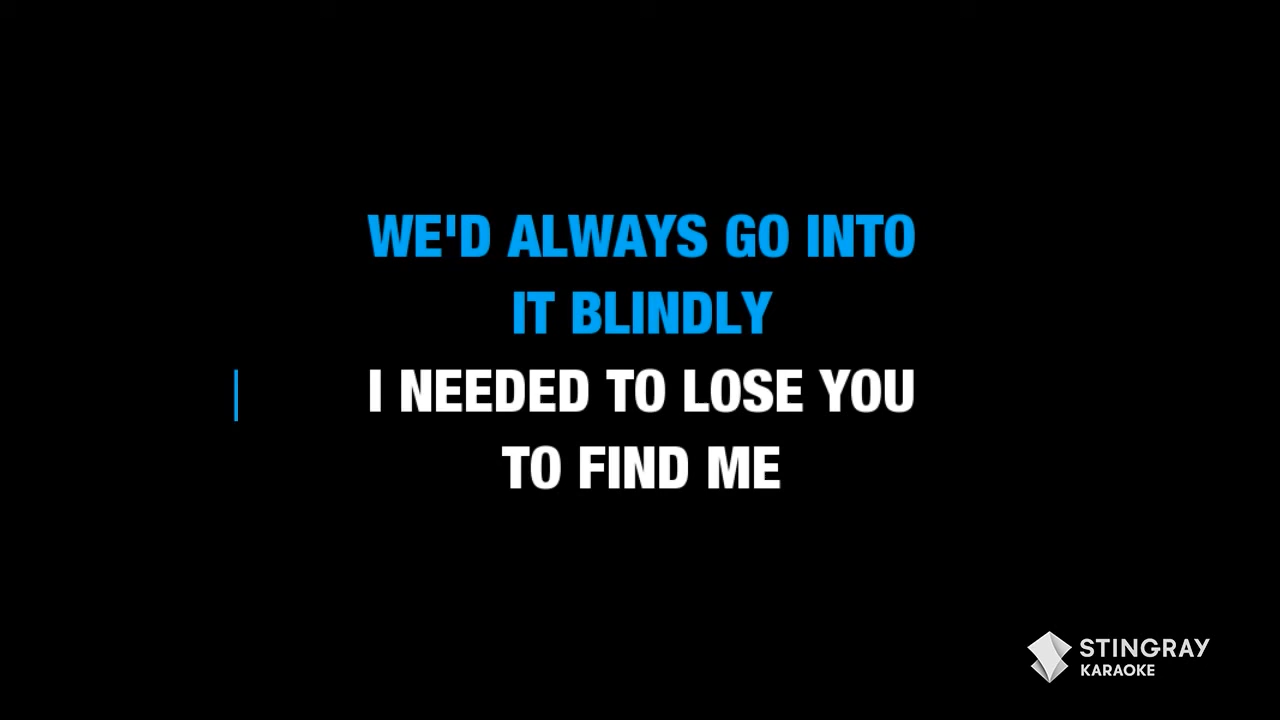 WE'D ALWAYS GO INTO
IT BLINDLY
I NEEDED TO LOSE YOU
TO FIND ME
STINGRAY
KARAOKE